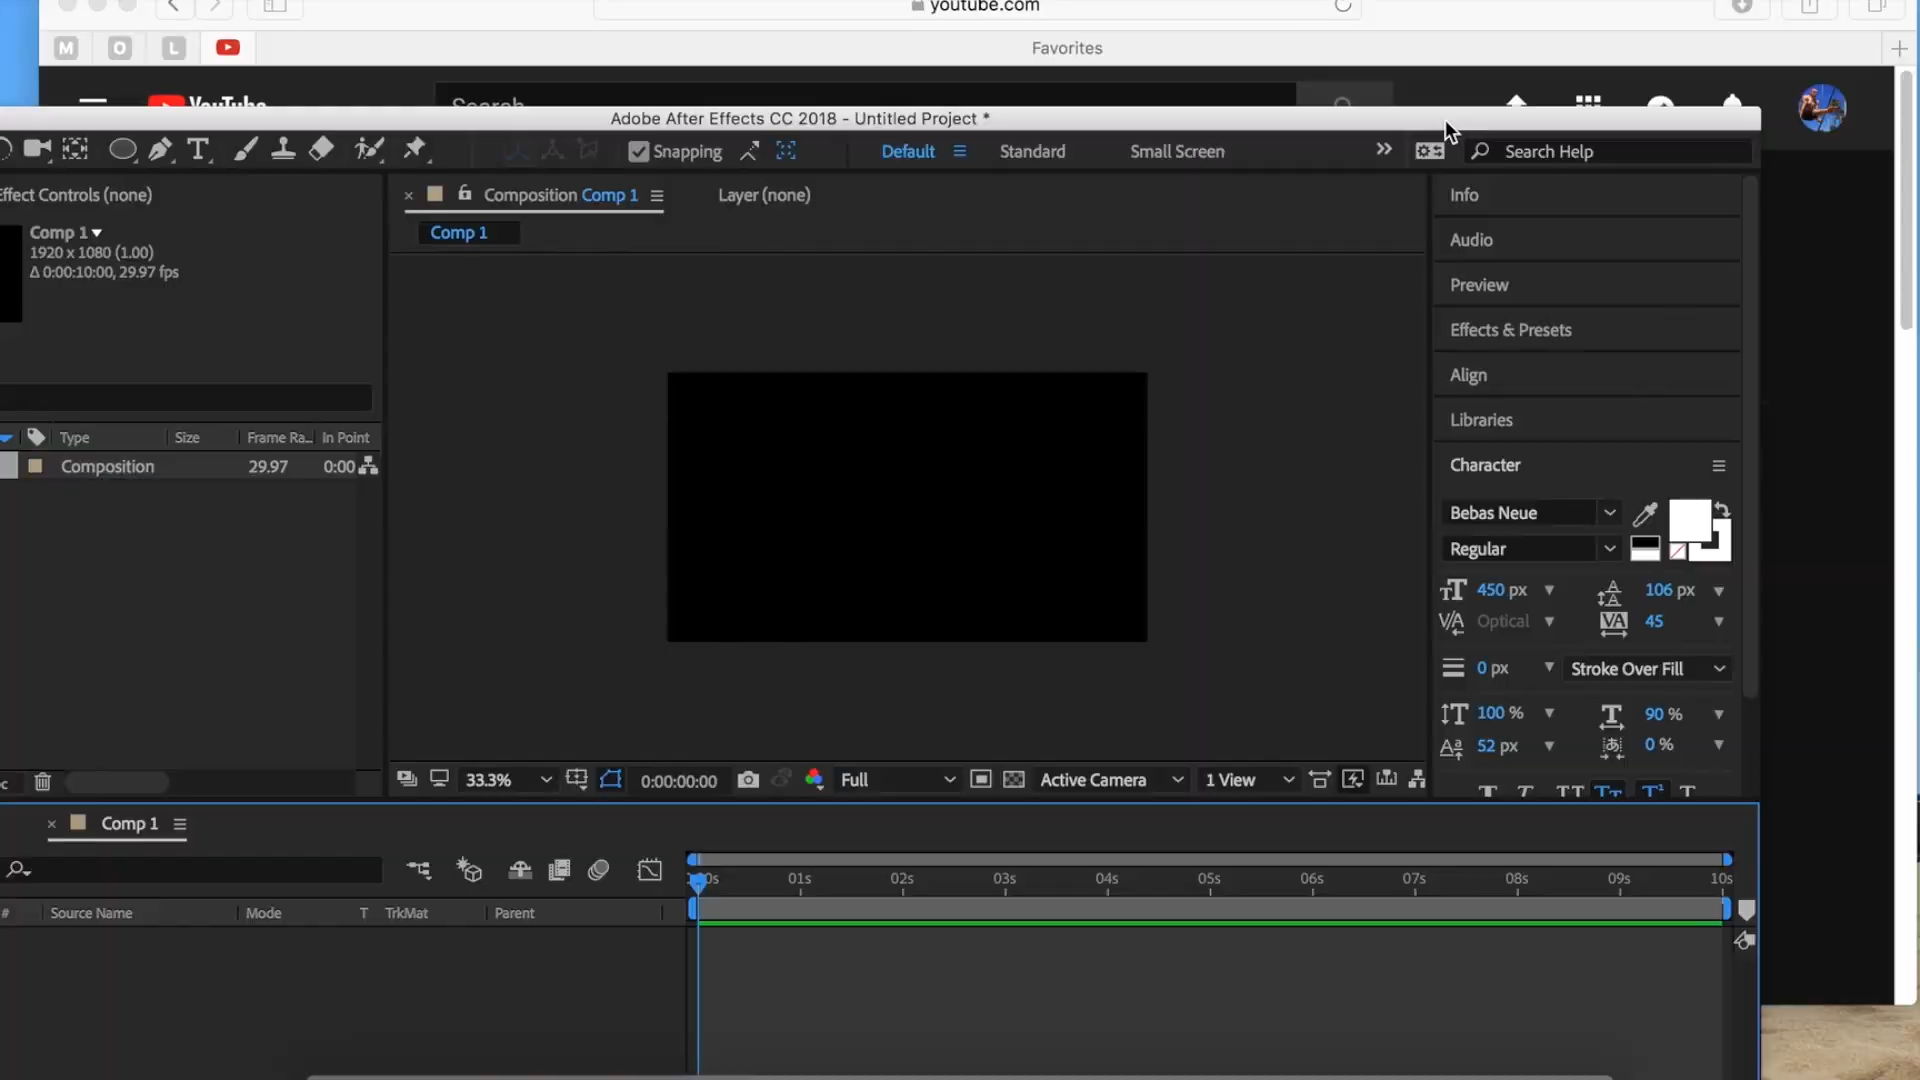 youtube.com
M O L
Favorites
YouTube
Search
Adobe After Effects CC 2018 - Untitled Project *
T Snapping Default Standard Small Screen Search Help
Effect Controls (none)
Comp 1
1920 x 1080 (1.00)
Δ 0:00:10:00, 29.97 fps
Composition Comp 1 Layer (none)
Comp 1
Info
Audio
Preview
Effects & Presets
Align
Libraries
Character
Type Size Frame Ra... In Point
Composition 29.97 0:00
Bebas Neue
Regular
450 px 106 px
Optical 45
0 px Stroke Over Fill
100 % 90 %
52 px 0 %
33.3% 0:00:00:00 Full Active Camera 1 View
Comp 1
01s 02s 03s 04s 05s 06s 07s 08s 09s 10s
# Source Name Mode T TrkMat Parent